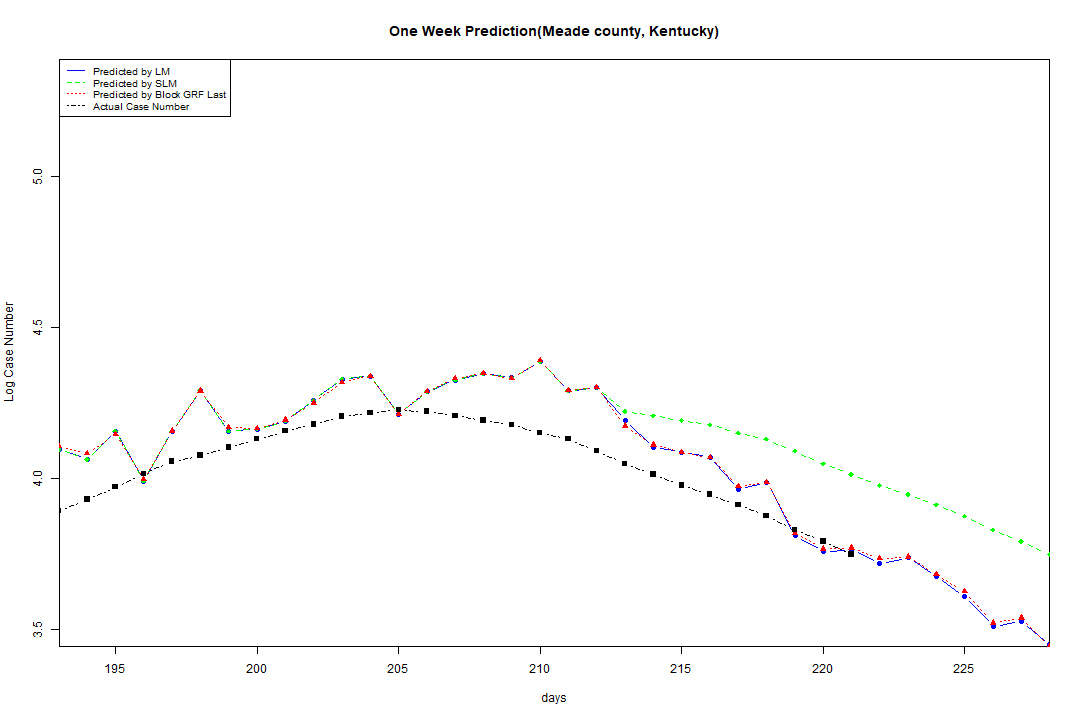 One Week Prediction(Meade county, Kentucky)
Predicted by LM
Predicted by SLM
Predicted by Block GRF Last
Actual Case Number
5.0
4.5
4.0
3.5
Log Case Number
195 200 205 210 215 220 225
days